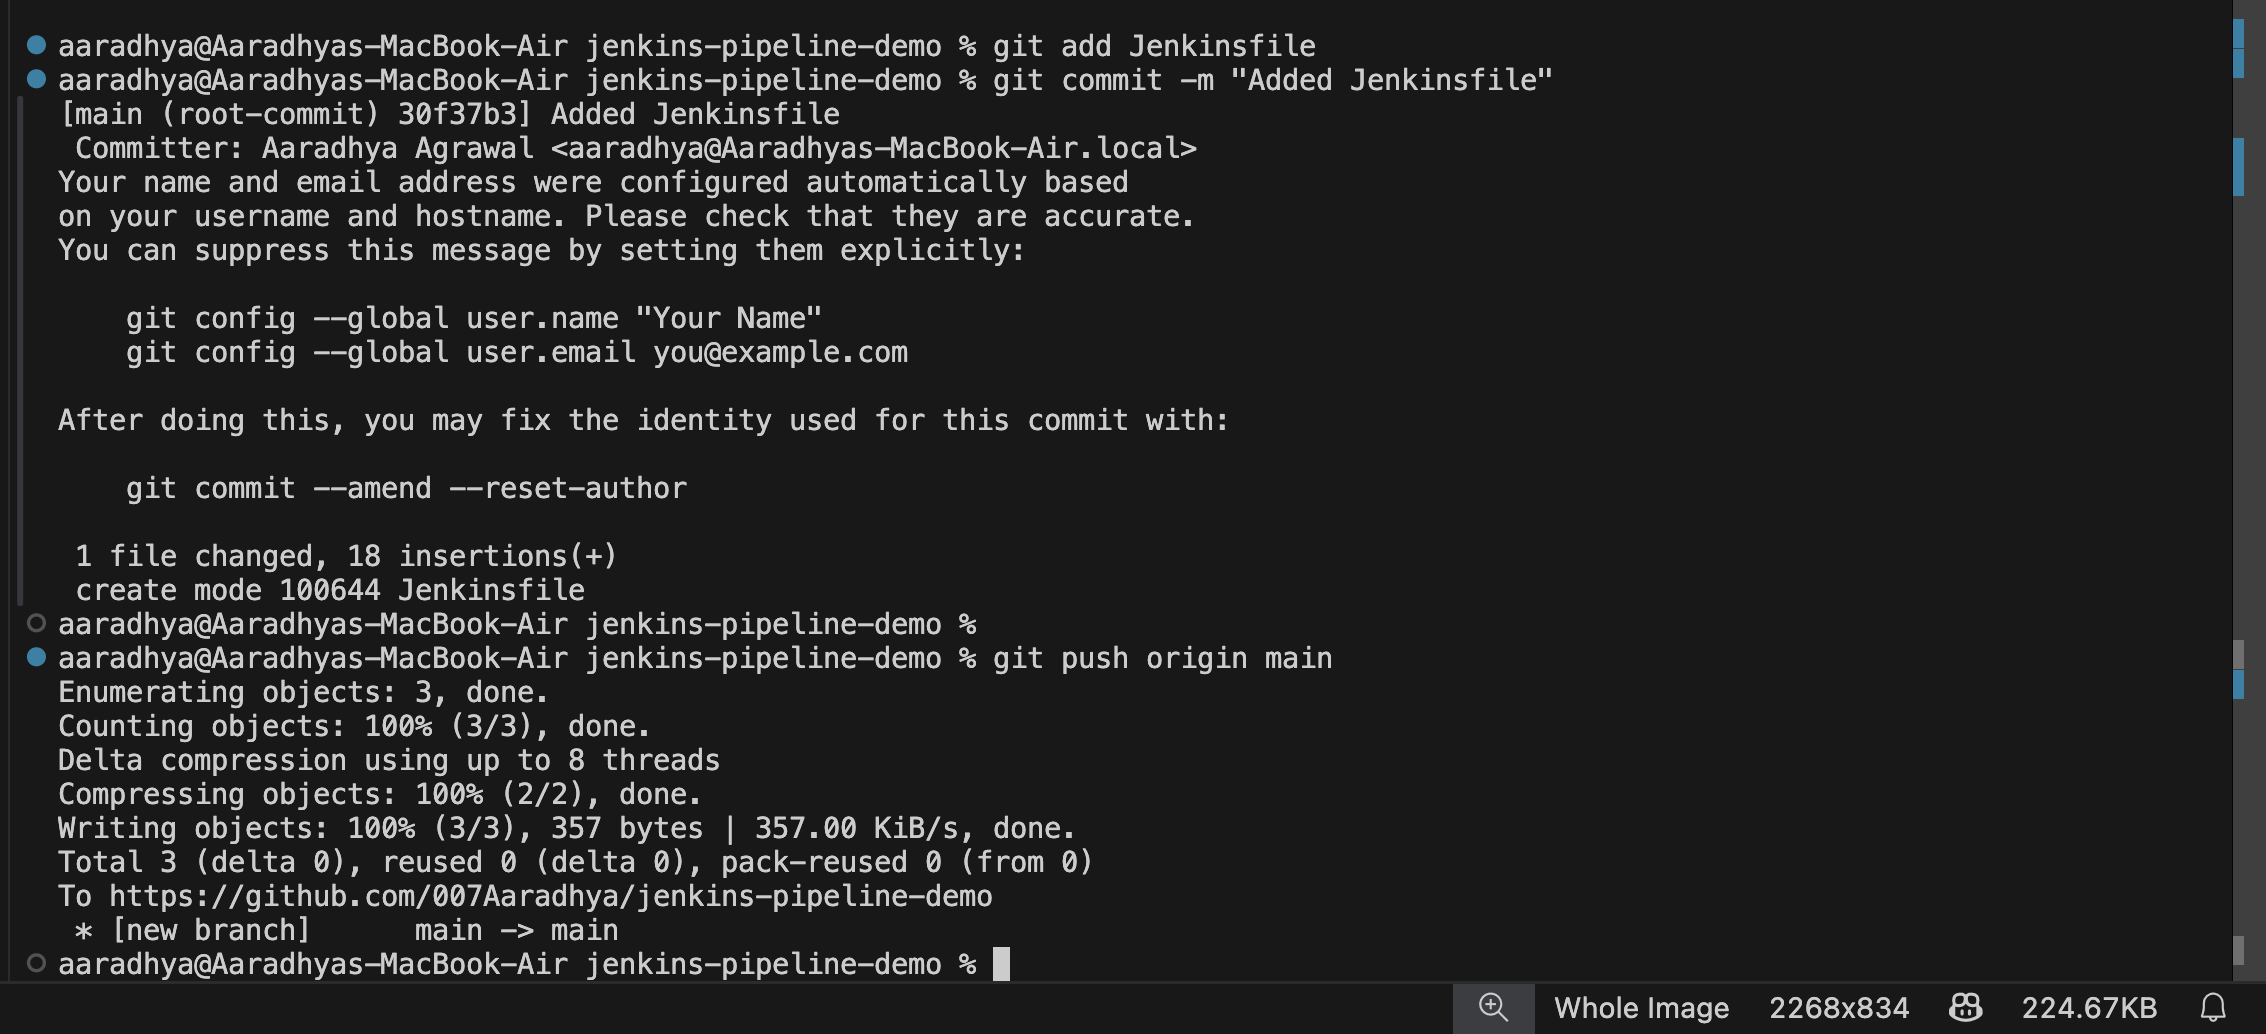 aaradhya@Aaradhyas-MacBook-Air jenkins-pipeline-demo % git add Jenkinsfile
aaradhya@Aaradhyas-MacBook-Air jenkins-pipeline-demo % git commit -m "Added Jenkinsfile"
[main (root-commit) 30f37b3] Added Jenkinsfile
 Committer: Aaradhya Agrawal <aaradhya@Aaradhyas-MacBook-Air.local>
Your name and email address were configured automatically based
on your username and hostname. Please check that they are accurate.
You can suppress this message by setting them explicitly:

    git config --global user.name "Your Name"
    git config --global user.email you@example.com

After doing this, you may fix the identity used for this commit with:

    git commit --amend --reset-author

 1 file changed, 18 insertions(+)
 create mode 100644 Jenkinsfile
aaradhya@Aaradhyas-MacBook-Air jenkins-pipeline-demo %
aaradhya@Aaradhyas-MacBook-Air jenkins-pipeline-demo % git push origin main
Enumerating objects: 3, done.
Counting objects: 100% (3/3), done.
Delta compression using up to 8 threads
Compressing objects: 100% (2/2), done.
Writing objects: 100% (3/3), 357 bytes | 357.00 KiB/s, done.
Total 3 (delta 0), reused 0 (delta 0), pack-reused 0 (from 0)
To https://github.com/007Aaradhya/jenkins-pipeline-demo
 * [new branch]      main -> main
aaradhya@Aaradhyas-MacBook-Air jenkins-pipeline-demo %
Whole Image 2268x834 224.67KB